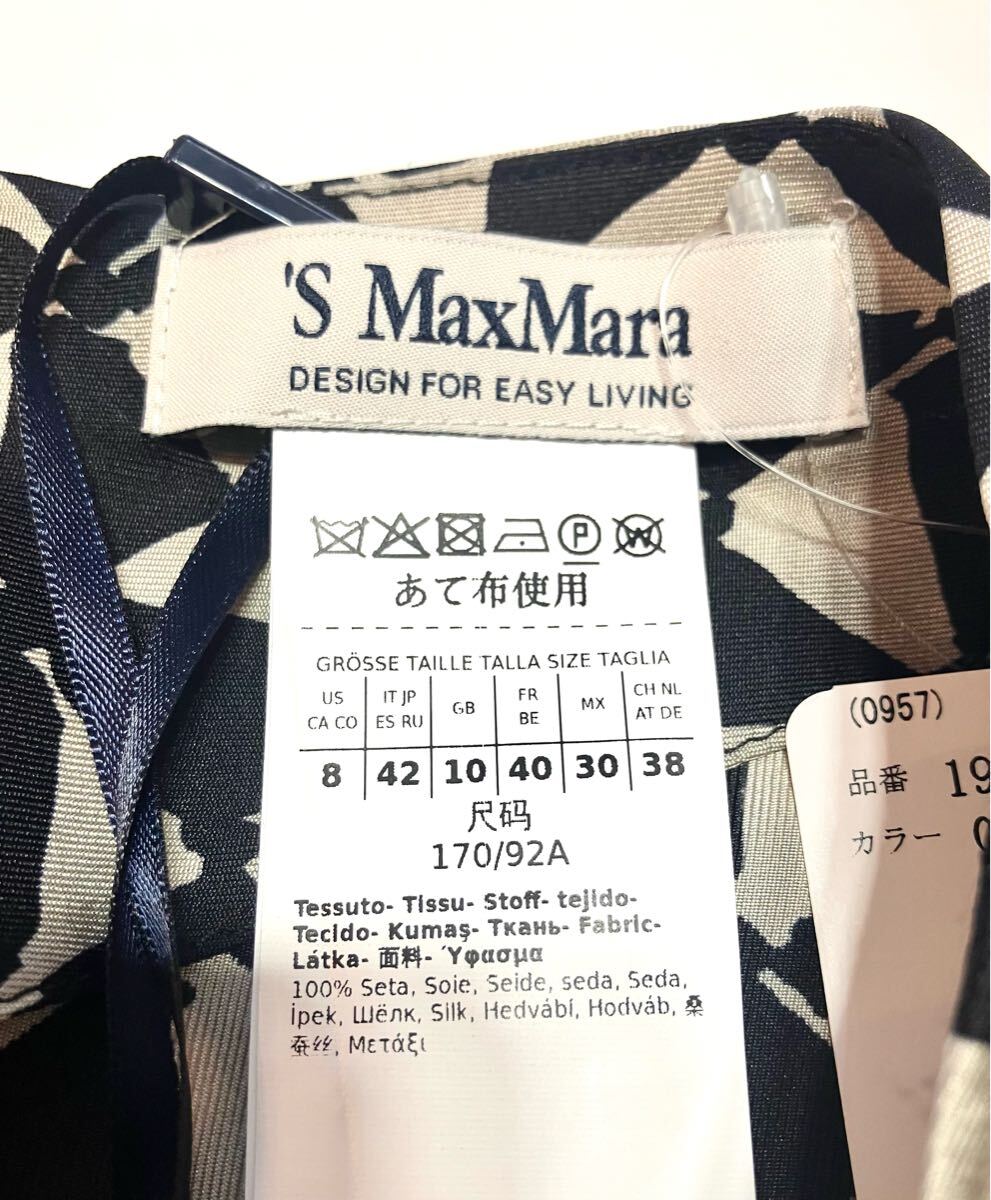 'S MaxMara
DESIGN FOR EASY LIVING
P W
あて布使用
GRÖSSE TAILLE TALLA SIZE TAGLIA
US CA CO IT JP ES RU GB FR BE MX CH NL AT DE
8 42 10 40 30 38
尺码
170/92A
Tessuto- Tissu- Stoff- tejido-
Tecido- Kumaş- Ткань- Fabric-
Látka- 面料- Ύφασμα
100% Seta, Soie, Seide, seda, Seda,
İpek, Шёлк, Silk, Hedvábí, Hodváb, 桑
蚕丝, Μετάξι
(0957)
品番 19
カラー